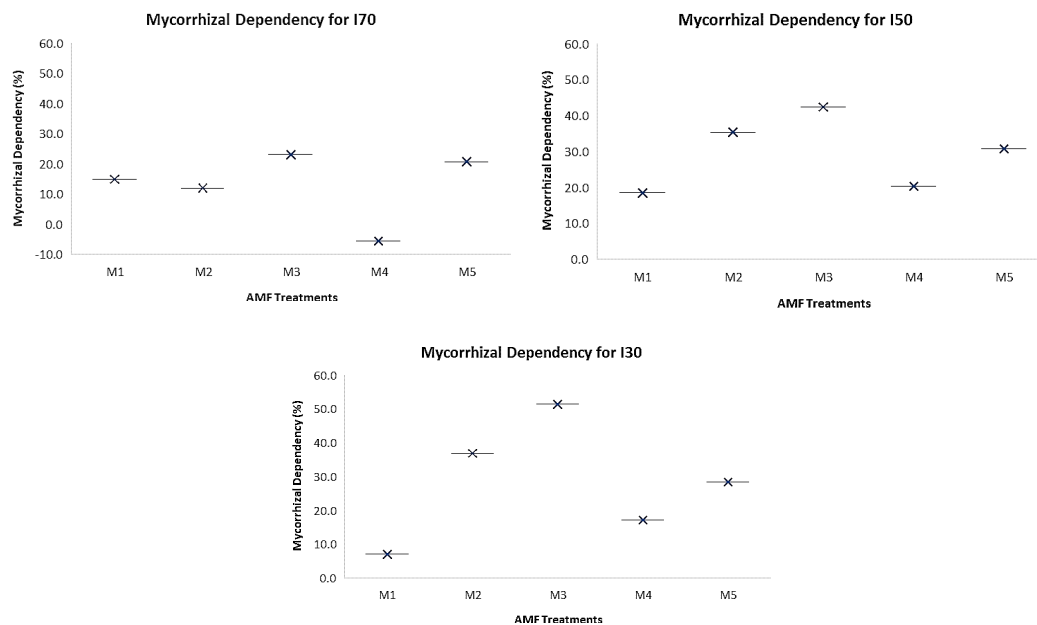 Mycorrhizal Dependency for I70
Mycorrhizal Dependency (%)
60.0
50.0
40.0
30.0
20.0
10.0
0.0
-10.0
M1 M2 M3 M4 M5
AMF Treatments
Mycorrhizal Dependency for I50
Mycorrhizal Dependency (%)
60.0
50.0
40.0
30.0
20.0
10.0
0.0
M1 M2 M3 M4 M5
AMF Treatments
Mycorrhizal Dependency for I30
Mycorrhizal Dependency (%)
60.0
50.0
40.0
30.0
20.0
10.0
0.0
M1 M2 M3 M4 M5
AMF Treatments